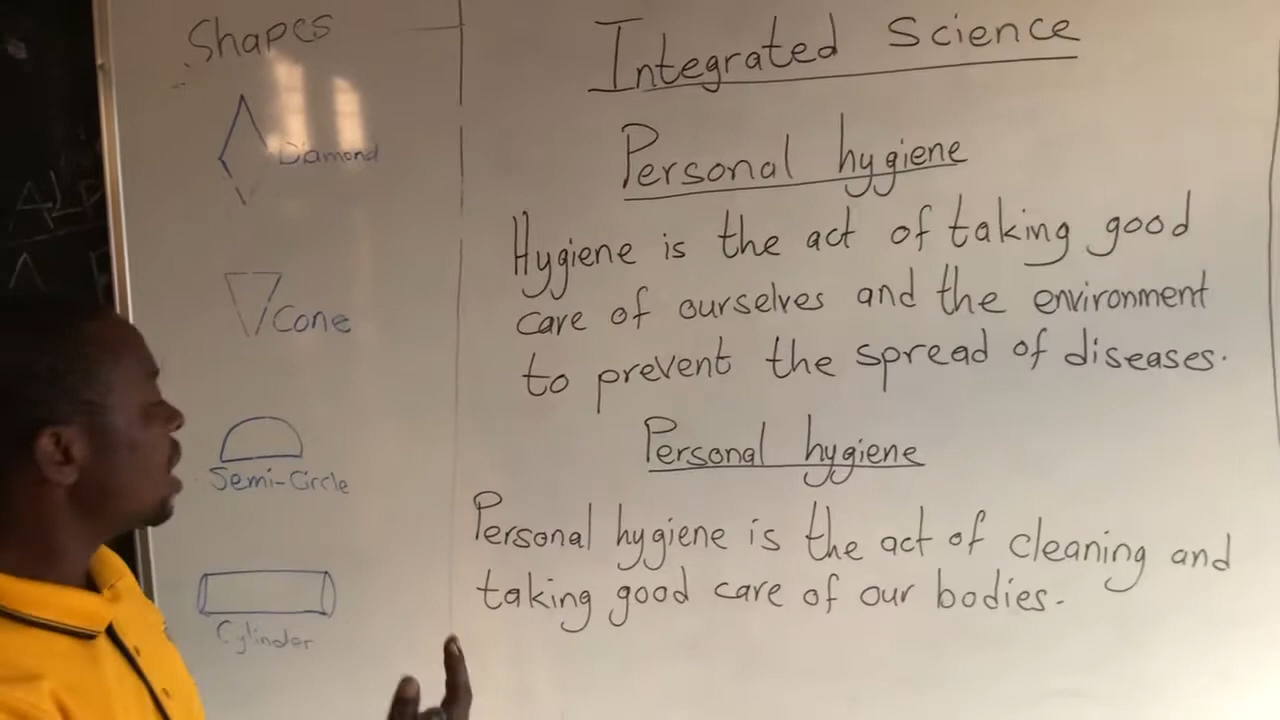 Shapes
Diamond
Cone
Semi-Circle
Cylinder
Integrated Science
Personal hygiene
Hygiene is the act of taking good
care of ourselves and the environment
to prevent the spread of diseases.
Personal hygiene
Personal hygiene is the act of cleaning and
taking good care of our bodies.